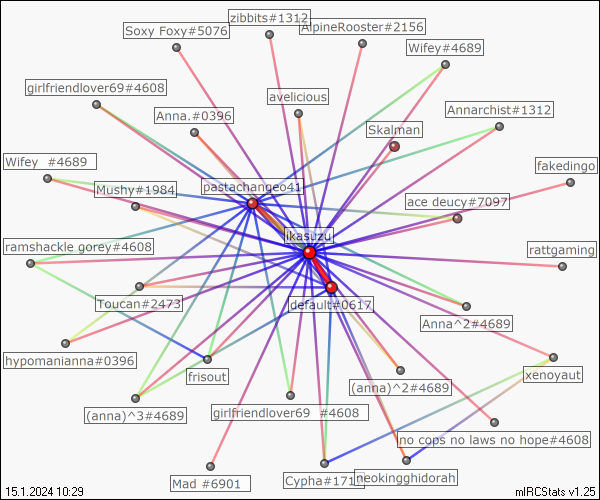 zibbits#1312
Soxy Foxy#5076
AlpineRooster#2156
Wifey#4689
girlfriendlover69#4608
avelicious
Anna.#0396
Annarchist#1312
Skalman
Wifey #4689
fakedingo
Mushy#1984
pastachangeo41
ace deucy#7097
ikasuzu
ramshackle gorey#4608
rattgaming
Toucan#2473
default#0617
Anna^2#4689
hypomanianna#0396
frisout
xenoyaut
(anna)^2#4689
(anna)^3#4689
girlfriendlover69 #4608
no cops no laws no hope#4608
Mad #6901
Cypha#171
neokingghidorah
15.1.2024 10:29
mIRCStats v1.25